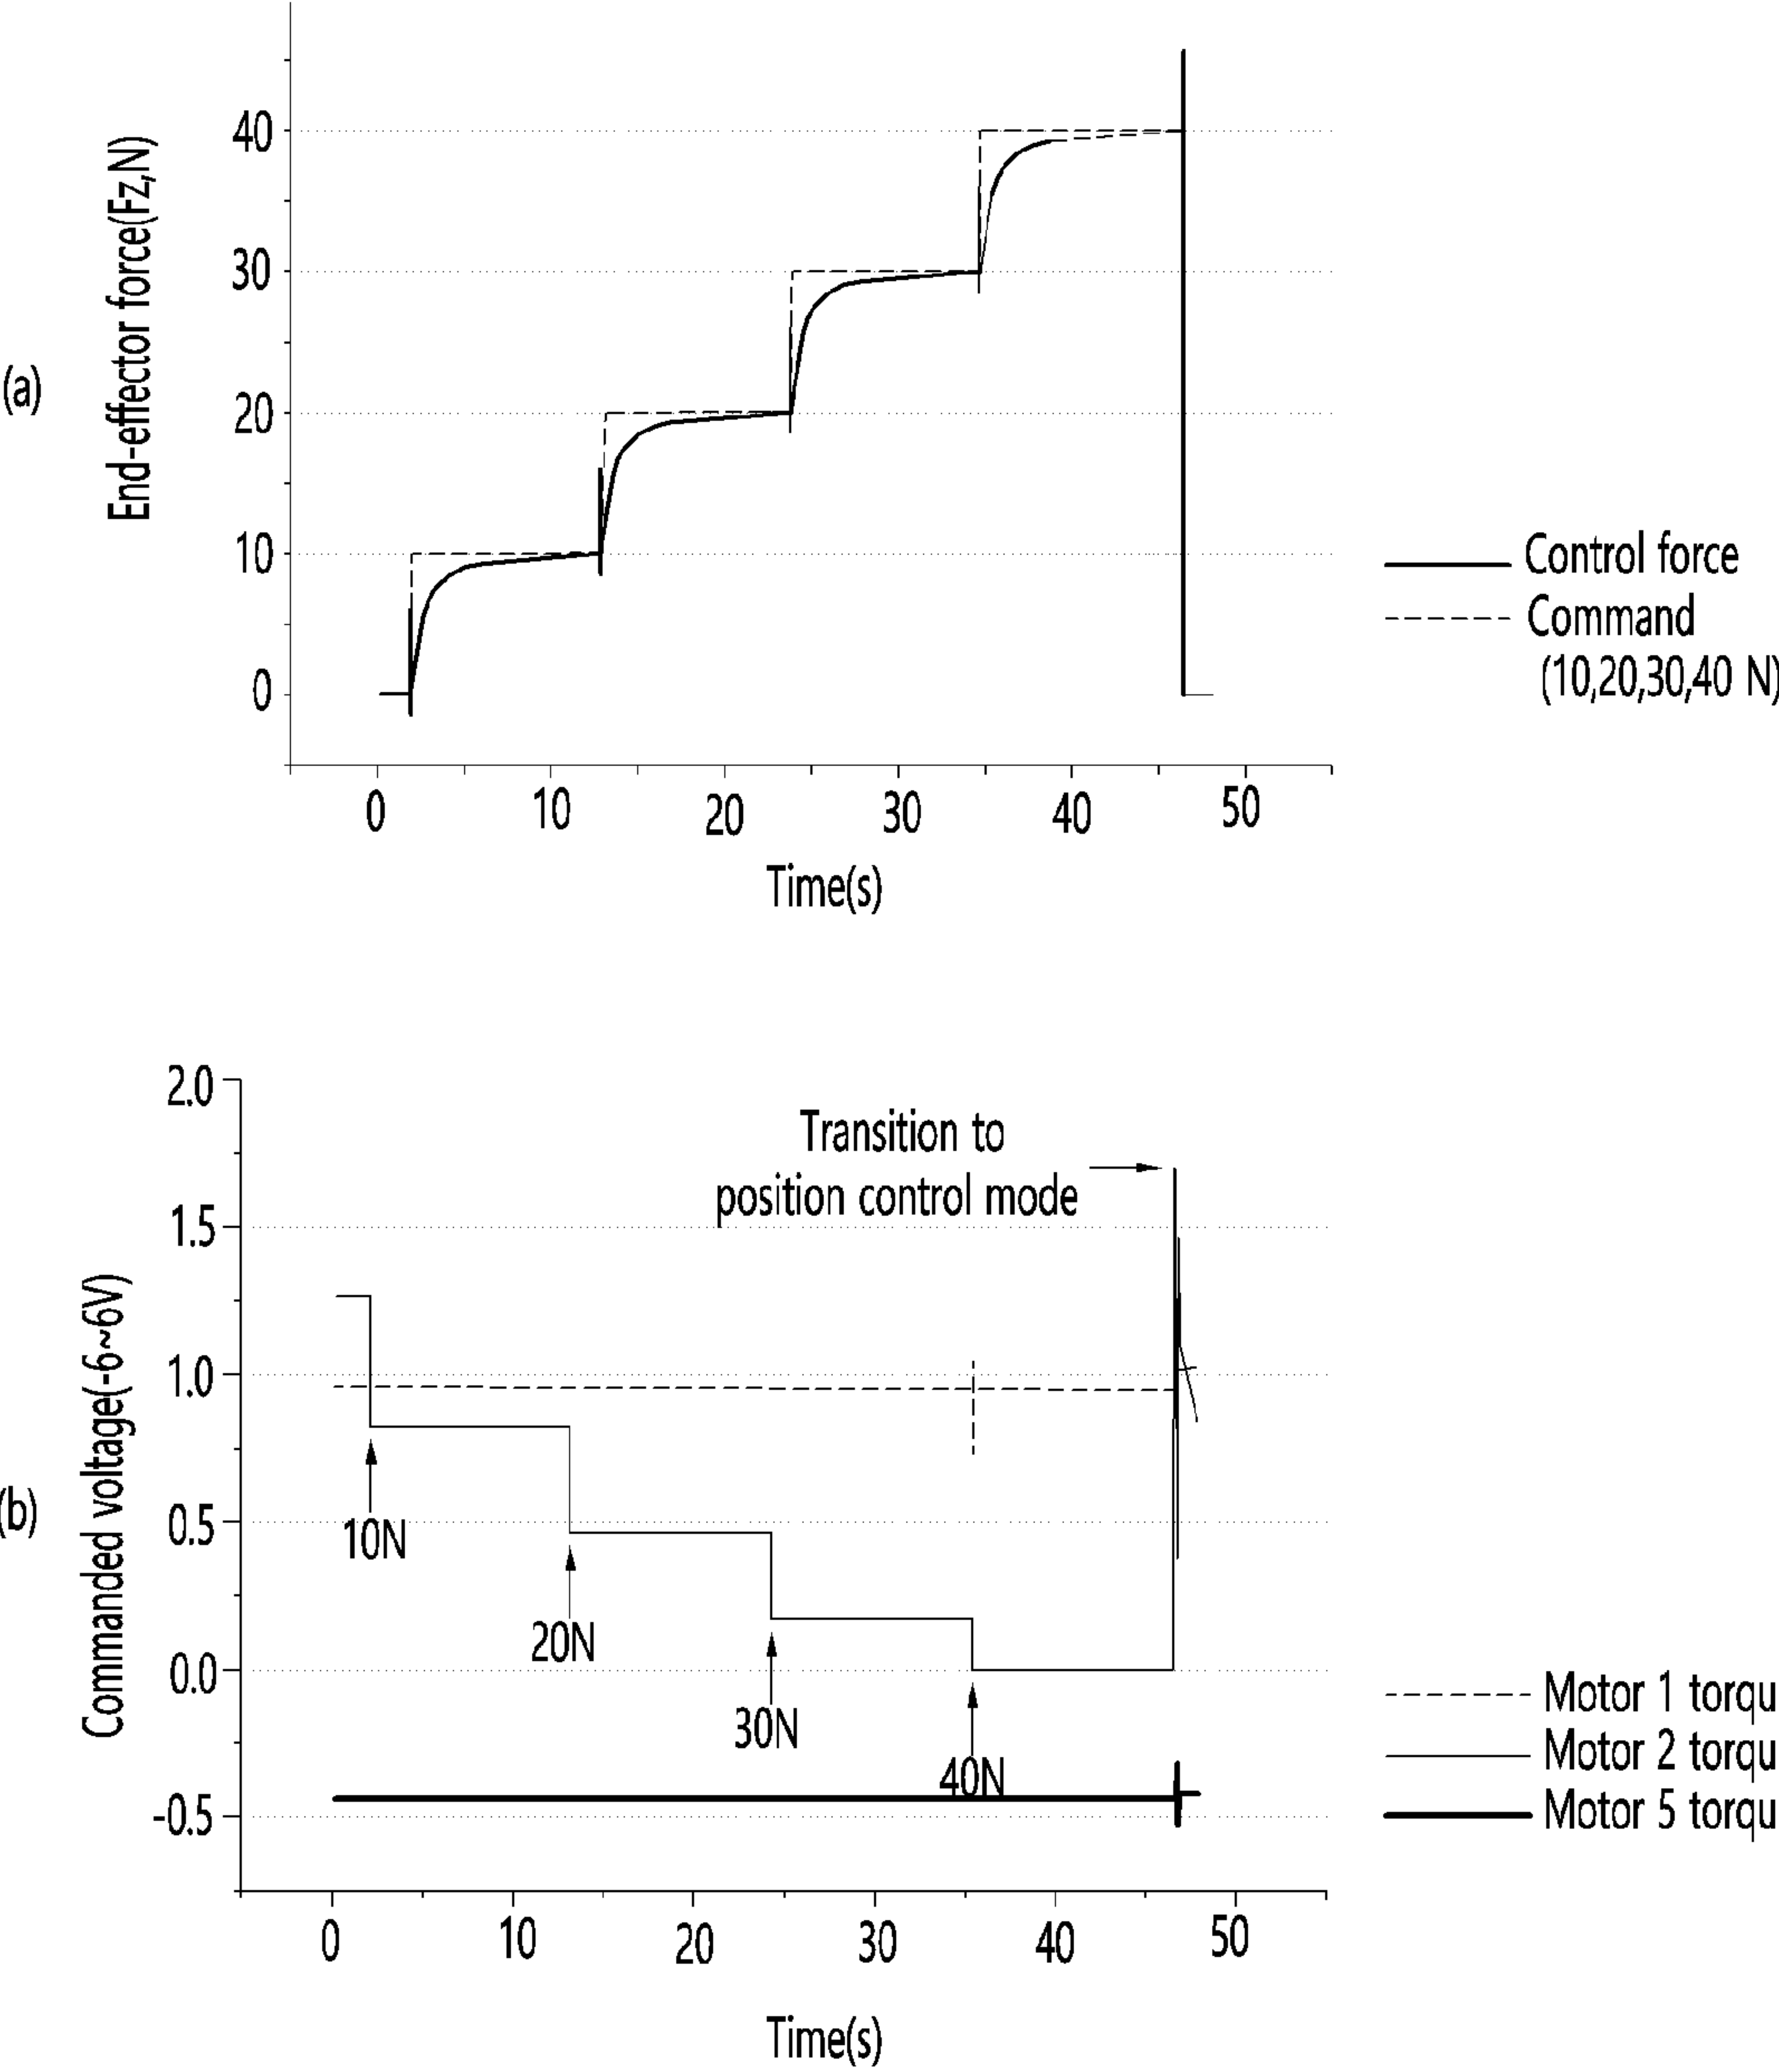 (a)
End-effector force(Fz,N)
40
30
20
10
0
0 10 20 30 40 50
Time(s)
Control force
Command
(10,20,30,40 N)
(b)
Commanded voltage(-6~6V)
2.0
1.5
1.0
0.5
0.0
-0.5
Transition to
position control mode
10N
20N
30N
40N
0 10 20 30 40 50
Time(s)
Motor 1 torqu
Motor 2 torqu
Motor 5 torqu